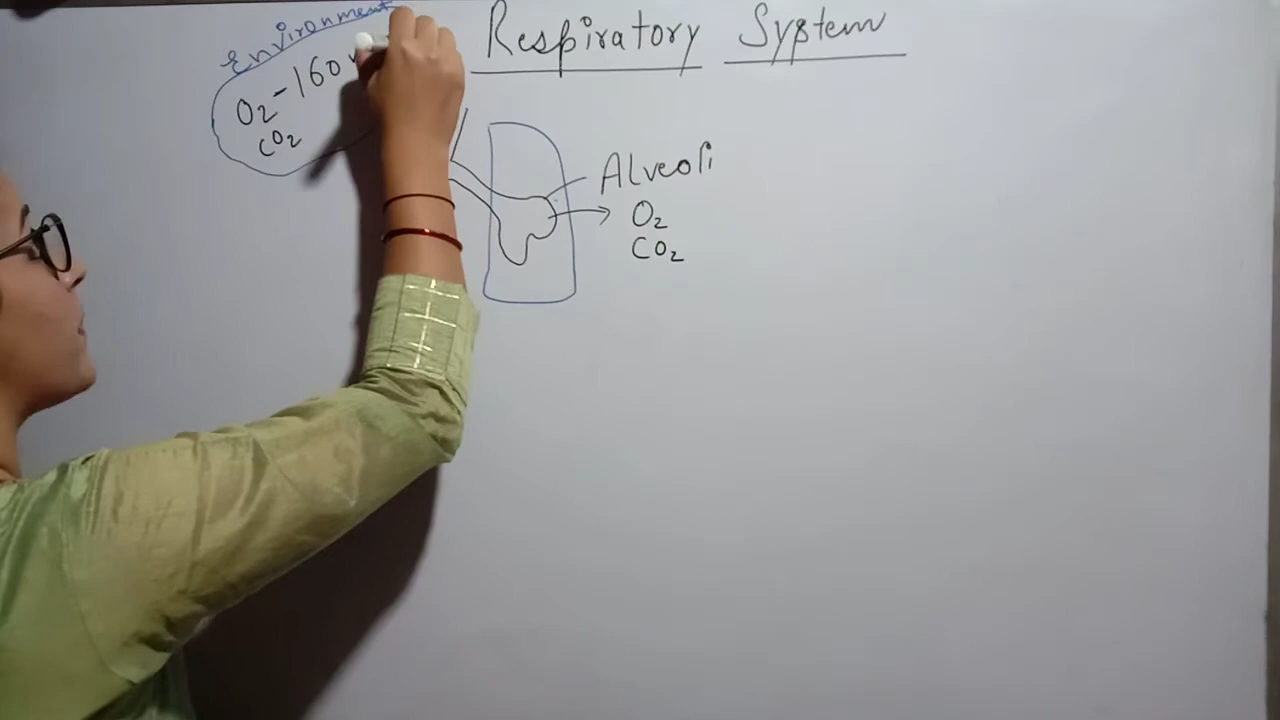 Environment
Respiratory System
O2-160
CO2
Alveoli
O2
CO2